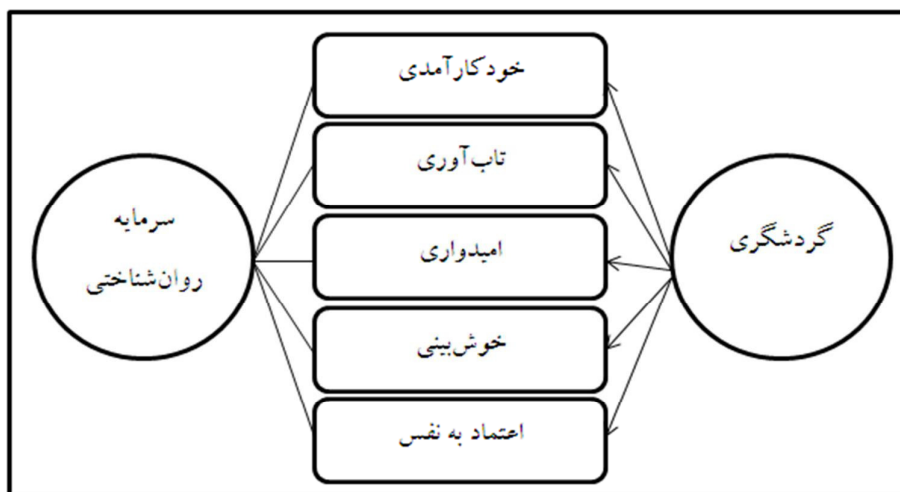 خودکارآمدی
تاب‌آوری
امیدواری
خوش‌بینی
اعتماد به نفس
گردشگری
سرمایه
روان‌شناختی